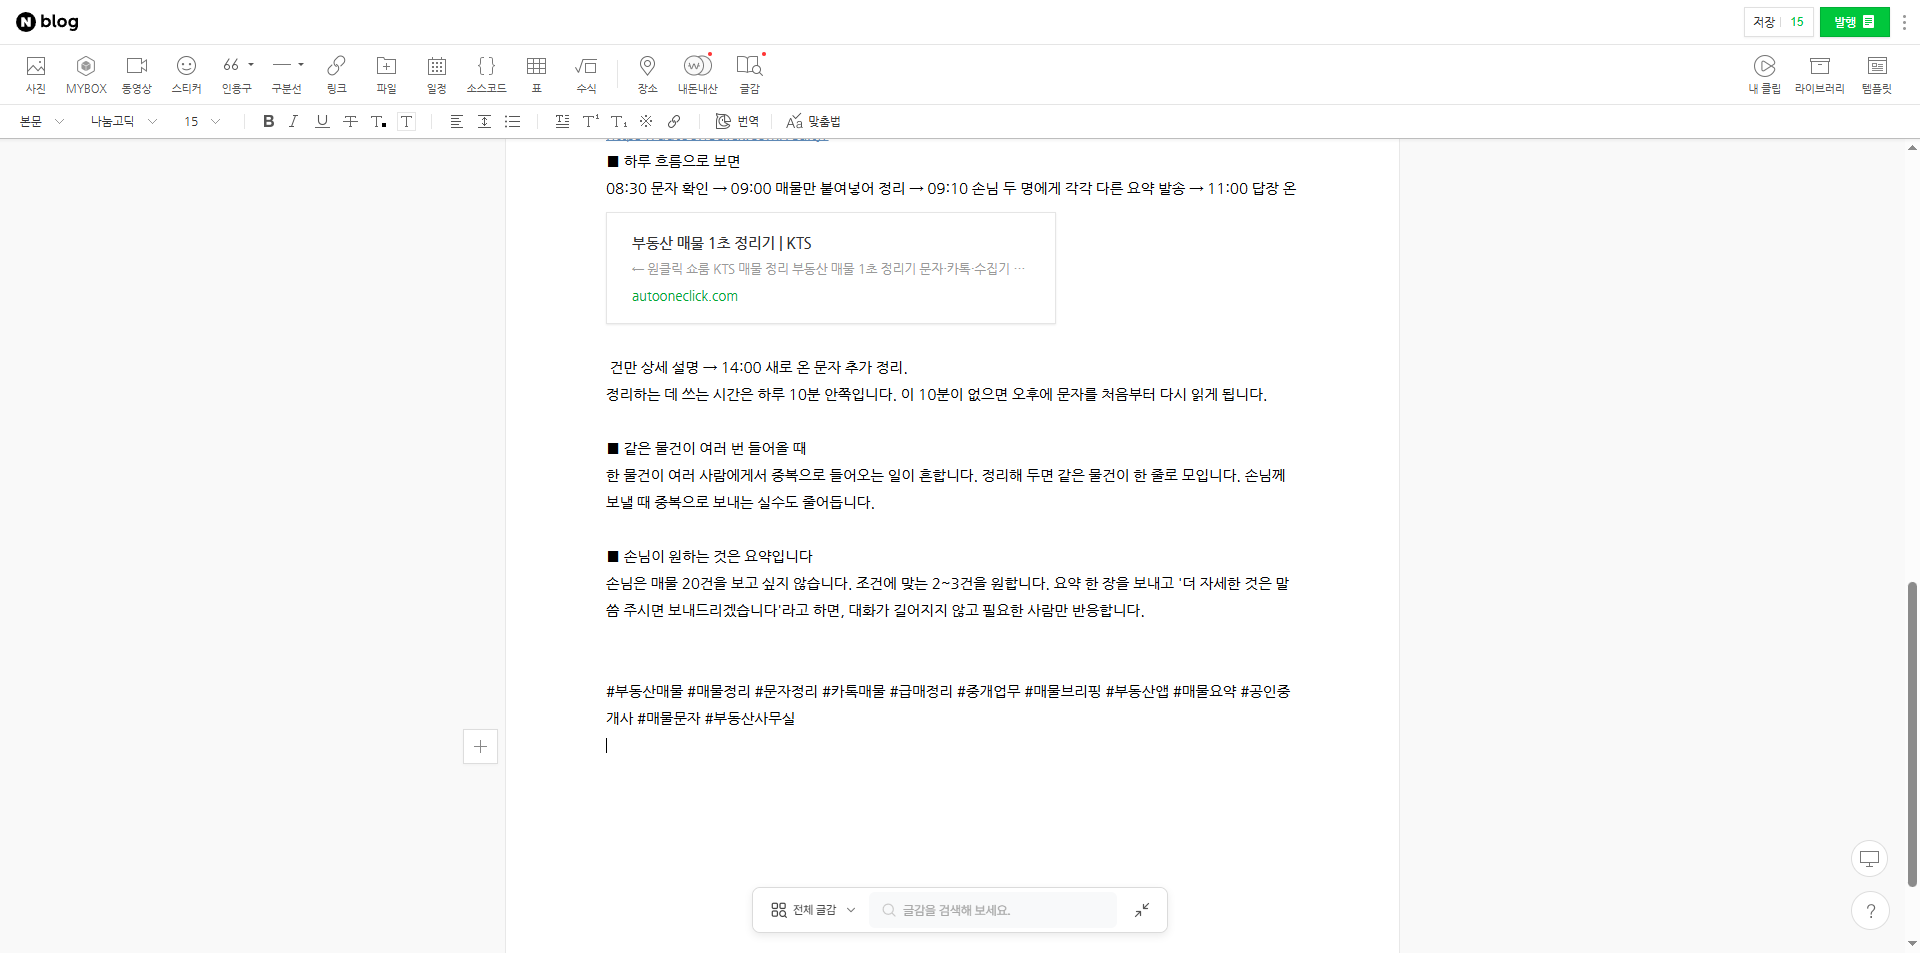 N blog
저장 15 발행
사진 MYBOX 동영상 스티커 인용구 구분선 링크 파일 일정 소스코드 표 수식 장소 내돈내산 글감 내 클립 라이브러리 템플릿
본문 나눔고딕 15 B I U T T. T T¹ T₁ 번역 맞춤법
■ 하루 흐름으로 보면
08:30 문자 확인 → 09:00 매물만 붙여넣어 정리 → 09:10 손님 두 명에게 각각 다른 요약 발송 → 11:00 답장 온
부동산 매물 1초 정리기 | KTS
← 원클릭 쇼룸 KTS 매물 정리 부동산 매물 1초 정리기 문자·카톡·수집기 …
autooneclick.com
건만 상세 설명 → 14:00 새로 온 문자 추가 정리.
정리하는 데 쓰는 시간은 하루 10분 안쪽입니다. 이 10분이 없으면 오후에 문자를 처음부터 다시 읽게 됩니다.
■ 같은 물건이 여러 번 들어올 때
한 물건이 여러 사람에게서 중복으로 들어오는 일이 흔합니다. 정리해 두면 같은 물건이 한 줄로 모입니다. 손님께
보낼 때 중복으로 보내는 실수도 줄어듭니다.
■ 손님이 원하는 것은 요약입니다
손님은 매물 20건을 보고 싶지 않습니다. 조건에 맞는 2~3건을 원합니다. 요약 한 장을 보내고 '더 자세한 것은 말
씀 주시면 보내드리겠습니다'라고 하면, 대화가 길어지지 않고 필요한 사람만 반응합니다.
#부동산매물 #매물정리 #문자정리 #카톡매물 #급매정리 #중개업무 #매물브리핑 #부동산앱 #매물요약 #공인중
개사 #매물문자 #부동산사무실
전체 글감 글감을 검색해 보세요.
?